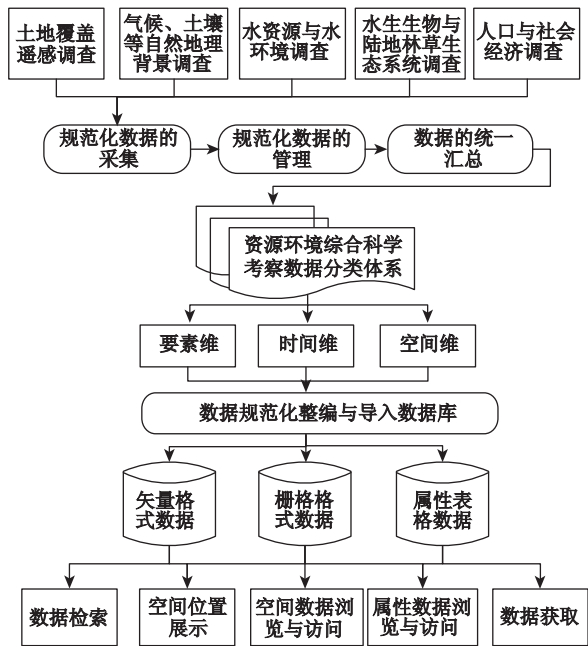 土地覆盖
遥感调查
气候、土壤
等自然地理
背景调查
水资源与水
环境调查
水生生物与
陆地林草生
态系统调查
人口与社会
经济调查
规范化数据的
采集
规范化数据的
管理
数据的统一
汇总
资源环境综合科学
考察数据分类体系
要素维
时间维
空间维
数据规范化整编与导入数据库
矢量格
式数据
栅格格
式数据
属性表
格数据
数据检索
空间位置
展示
空间数据浏
览与访问
属性数据浏
览与访问
数据获取